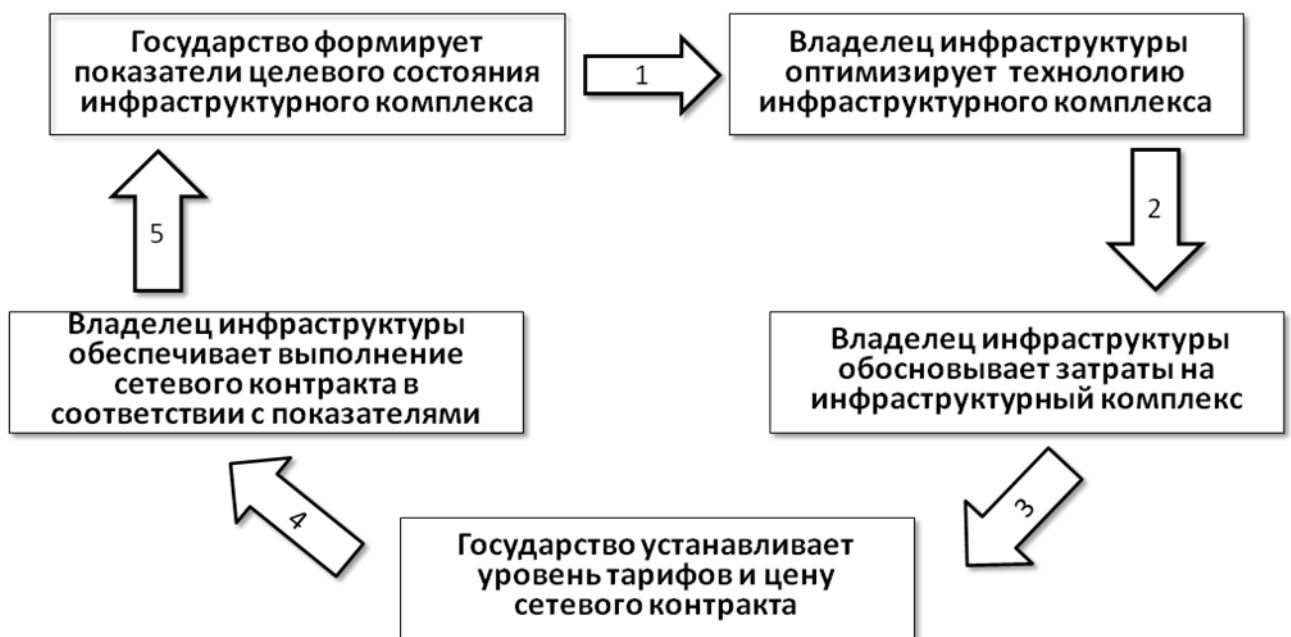 Государство формирует
показатели целевого состояния
инфраструктурного комплекса
1
Владелец инфраструктуры
оптимизирует технологию
инфраструктурного комплекса
2
Владелец инфраструктуры
обосновывает затраты на
инфраструктурный комплекс
3
Государство устанавливает
уровень тарифов и цену
сетевого контракта
4
Владелец инфраструктуры
обеспечивает выполнение
сетевого контракта в
соответствии с показателями
5